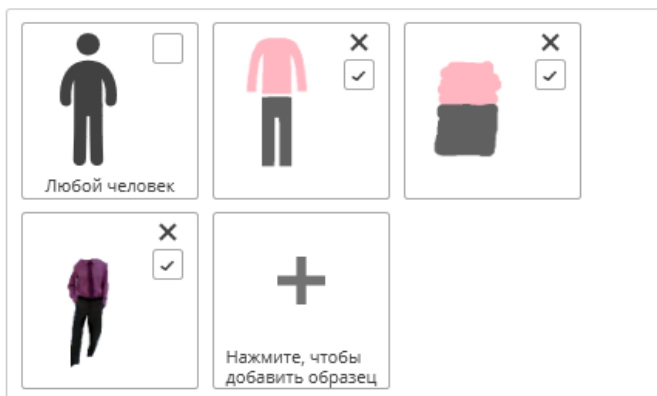 Любой человек
Нажмите, чтобы
добавить образец